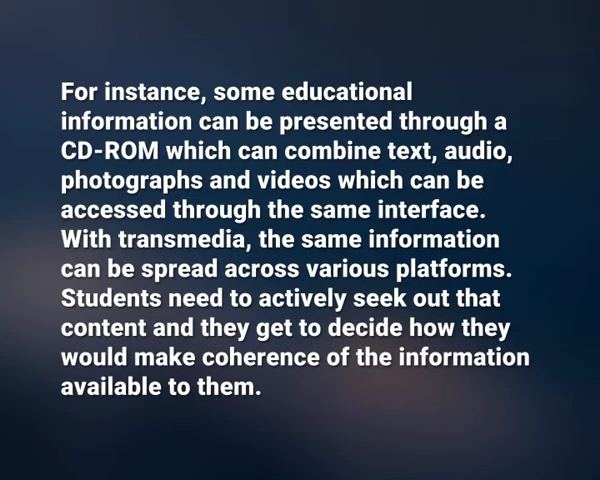 For instance, some educational
information can be presented through a
CD-ROM which can combine text, audio,
photographs and videos which can be
accessed through the same interface.
With transmedia, the same information
can be spread across various platforms.
Students need to actively seek out that
content and they get to decide how they
would make coherence of the information
available to them.